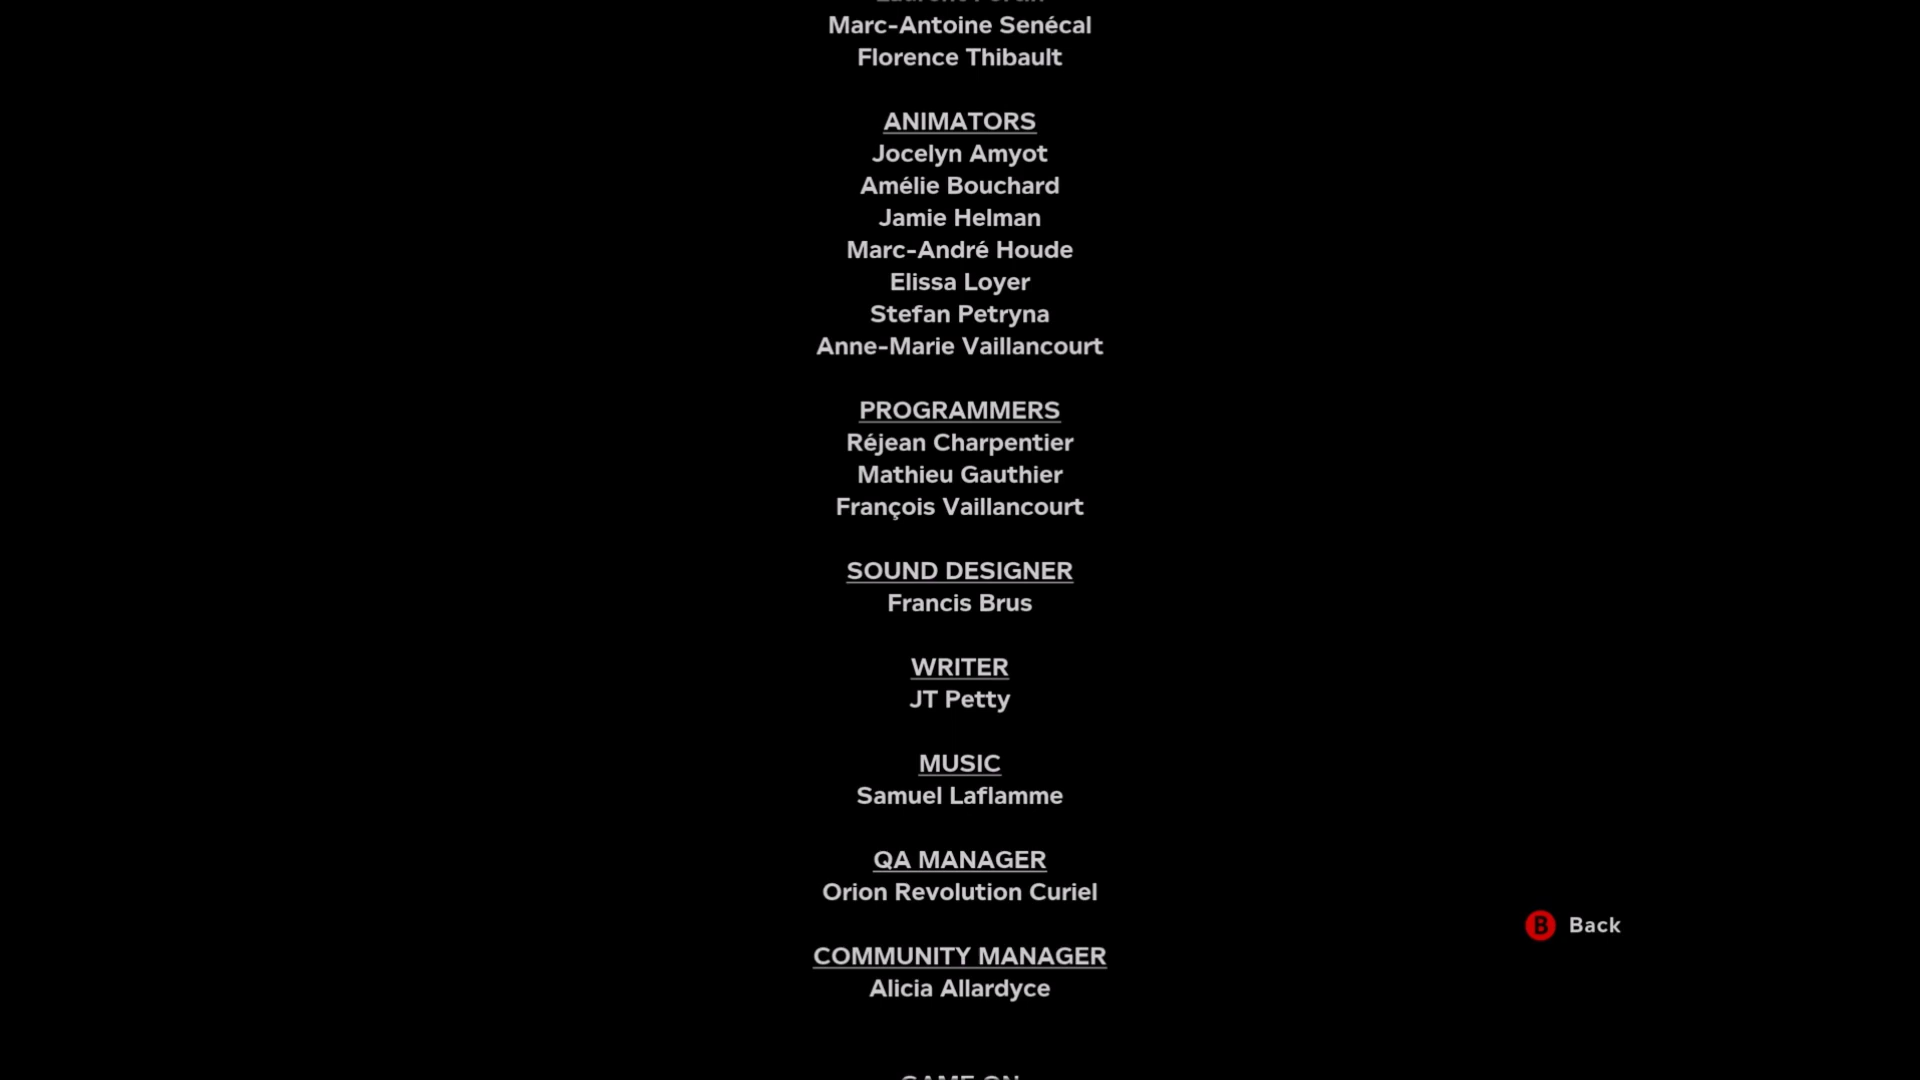 Marc-Antoine Senécal
Florence Thibault
ANIMATORS
Jocelyn Amyot
Amélie Bouchard
Jamie Helman
Marc-André Houde
Elissa Loyer
Stefan Petryna
Anne-Marie Vaillancourt
PROGRAMMERS
Réjean Charpentier
Mathieu Gauthier
François Vaillancourt
SOUND DESIGNER
Francis Brus
WRITER
JT Petty
MUSIC
Samuel Laflamme
QA MANAGER
Orion Revolution Curiel
B Back
COMMUNITY MANAGER
Alicia Allardyce